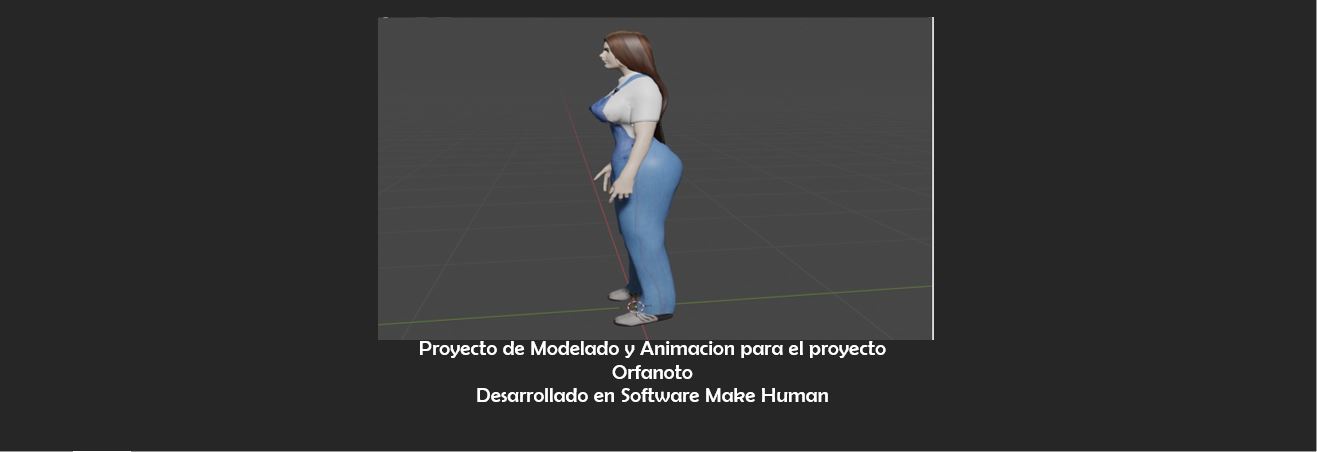 Proyecto de Modelado y Animacion para el proyecto
Orfanoto
Desarrollado en Software Make Human